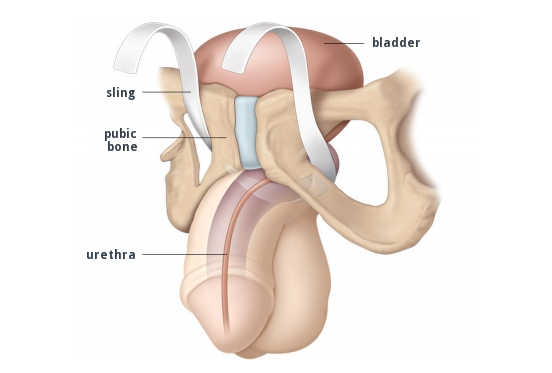 bladder
sling
pubic
bone
urethra